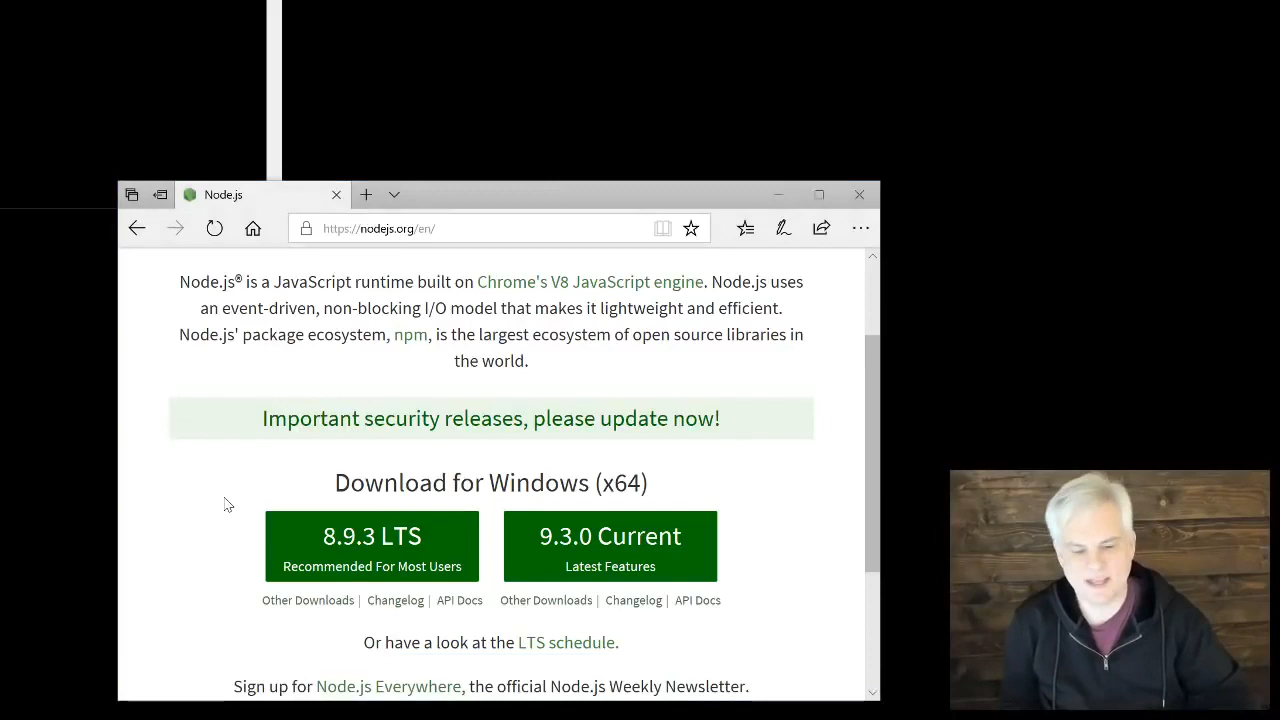 Node.js
https://nodejs.org/en/
Node.js® is a JavaScript runtime built on Chrome's V8 JavaScript engine. Node.js uses
an event-driven, non-blocking I/O model that makes it lightweight and efficient.
Node.js' package ecosystem, npm, is the largest ecosystem of open source libraries in
the world.
Important security releases, please update now!
Download for Windows (x64)
8.9.3 LTS
Recommended For Most Users
9.3.0 Current
Latest Features
Other Downloads | Changelog | API Docs
Other Downloads | Changelog | API Docs
Or have a look at the LTS schedule.
Sign up for Node.js Everywhere, the official Node.js Weekly Newsletter.